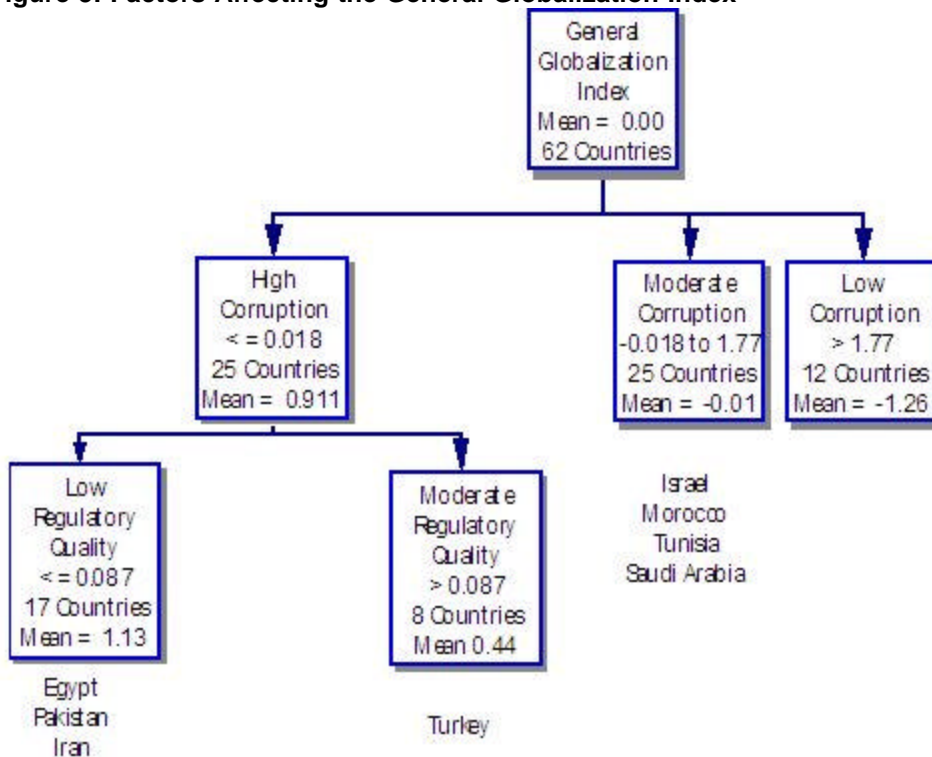 Figure 3: Factors Affecting the General Globalization Index
General
Globalization
Index
Mean = 0.00
62 Countries
Hgh
Corruption
< = 0.018
25 Countries
Mean = 0.911
Moderate
Corruption
-0.018 to 1.77
25 Countries
Mean = -0.01
Low
Corruption
> 1.77
12 Countries
Mean = -1.26
Low
Regulatory
Quality
< = 0.087
17 Countries
Mean = 1.13
Moderate
Regulatory
Quality
> 0.087
8 Countries
Mean 0.44
Israel
Morocco
Tunisia
Saudi Arabia
Egypt
Pakistan
Iran
Turkey